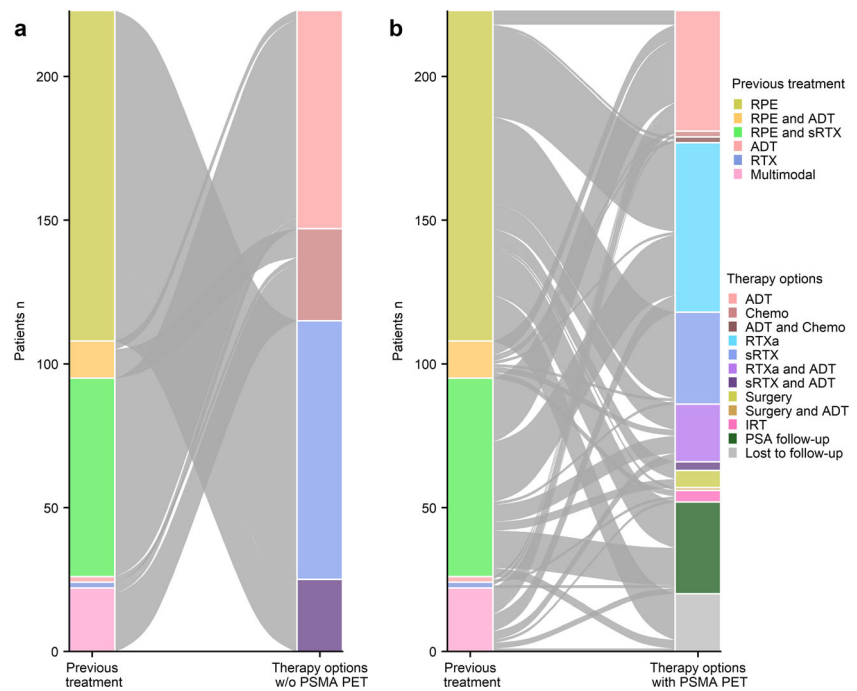 a
200
150
100
50
0
Patients n
Previous
treatment
Therapy options
w/o PSMA PET
b
200
150
100
50
0
Patients n
Previous
treatment
Therapy options
with PSMA PET
Previous treatment
RPE
RPE and ADT
RPE and sRTX
ADT
RTX
Multimodal
Therapy options
ADT
Chemo
ADT and Chemo
RTXa
sRTX
RTXa and ADT
sRTX and ADT
Surgery
Surgery and ADT
IRT
PSA follow-up
Lost to follow-up